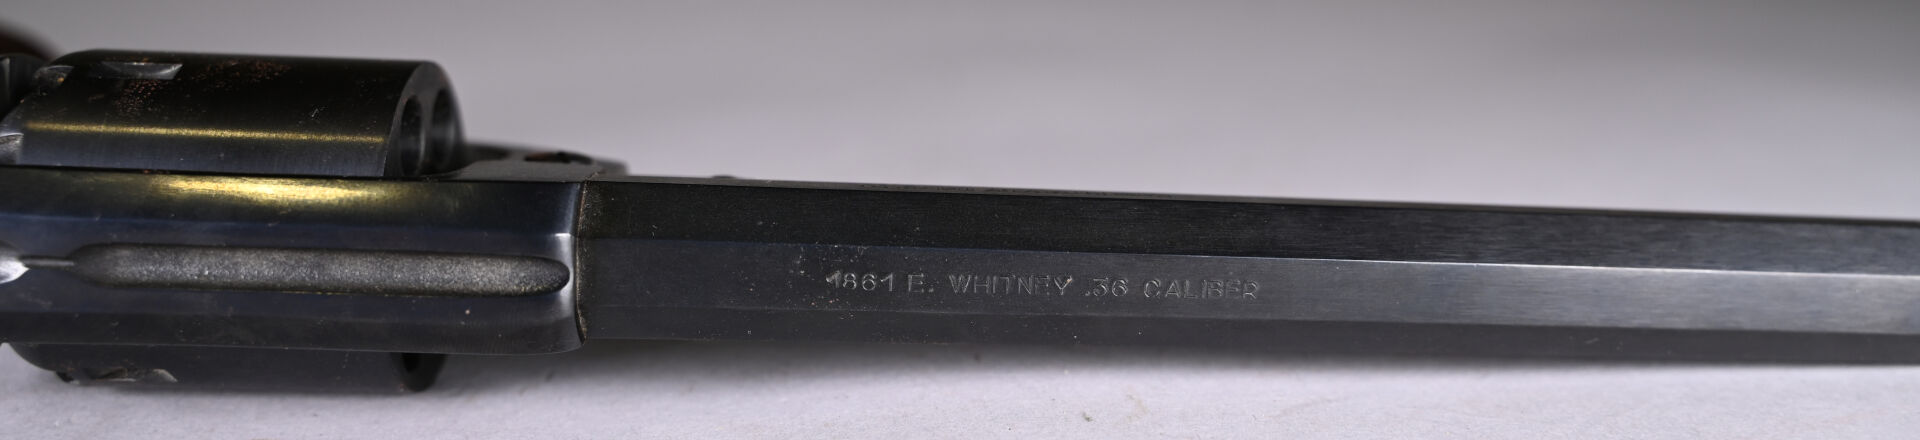 1861 E. WHITNEY .36 CALIBER